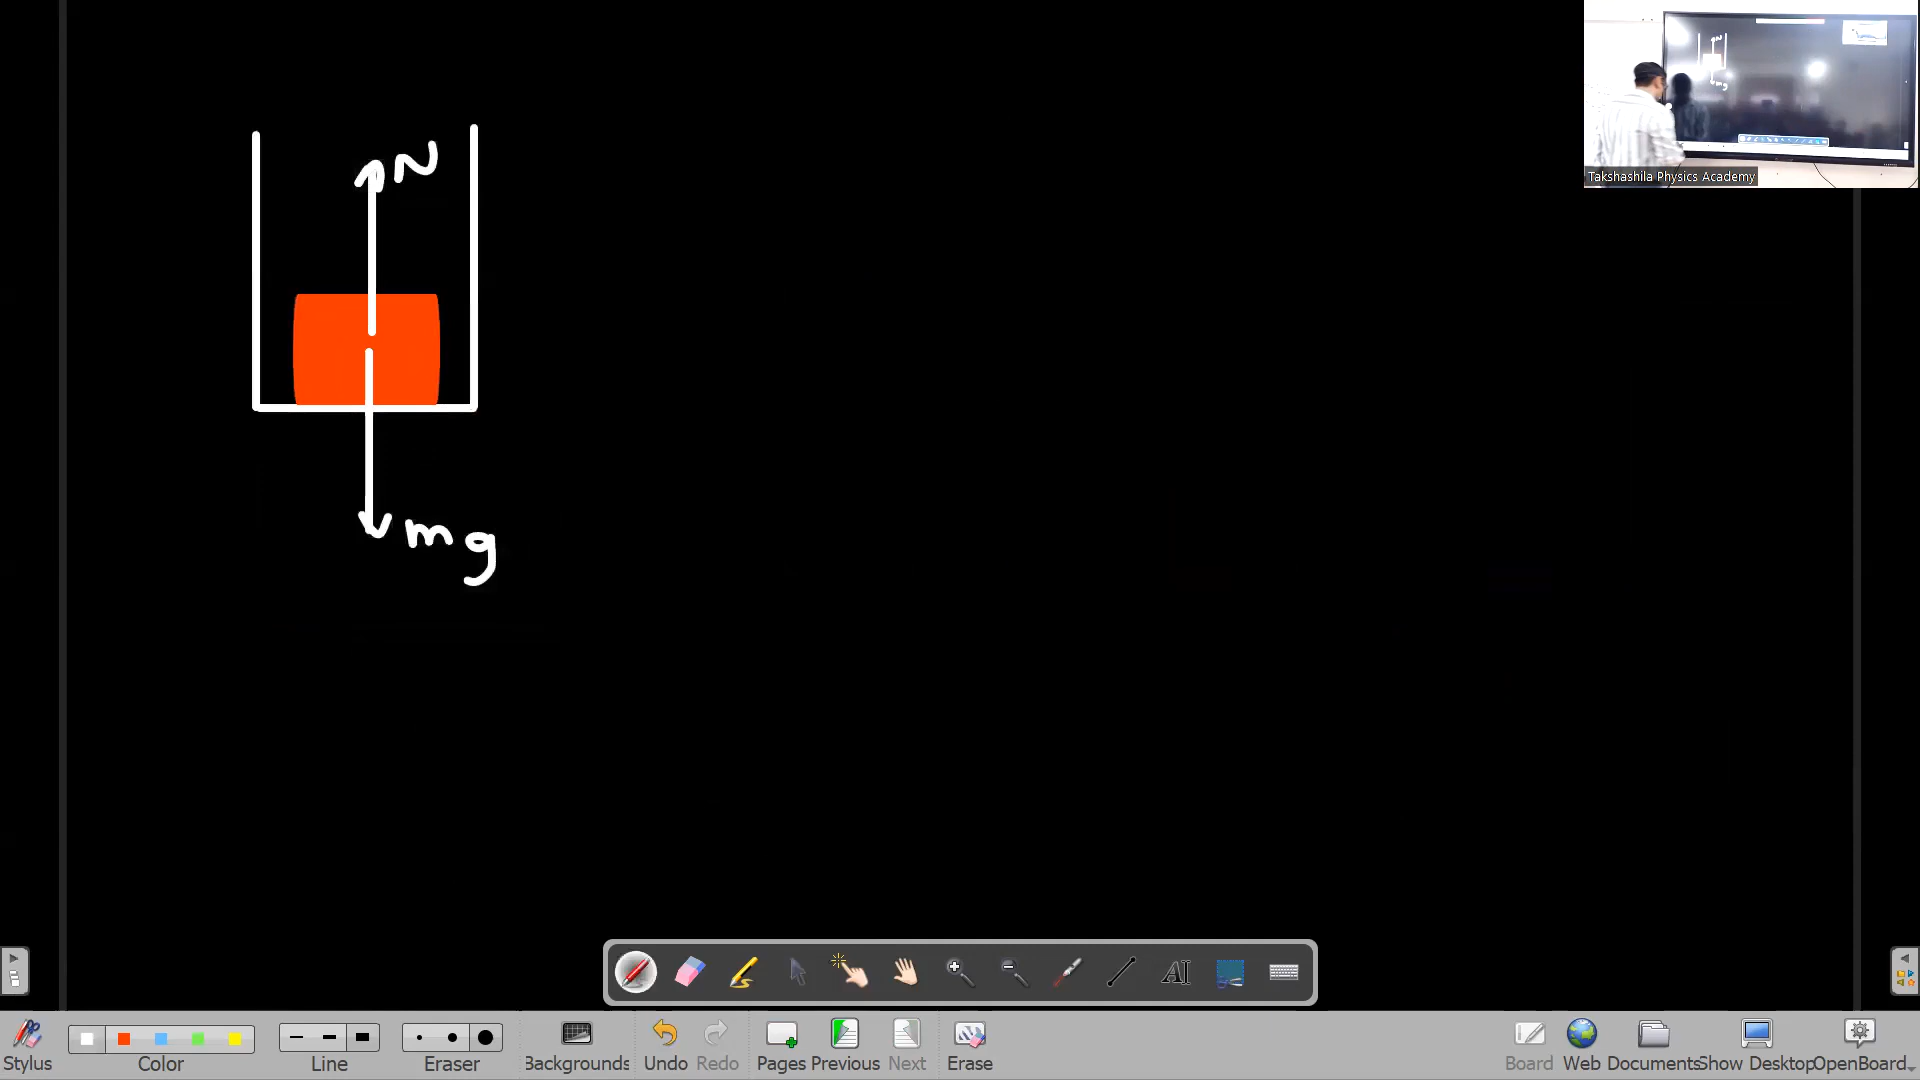 N
mg
Takshashila Physics Academy
Stylus
Color
Line
Eraser
Backgrounds
Undo
Redo
Pages
Previous
Next
Erase
Board
Web
Documents
Show Desktop
OpenBoard
AI